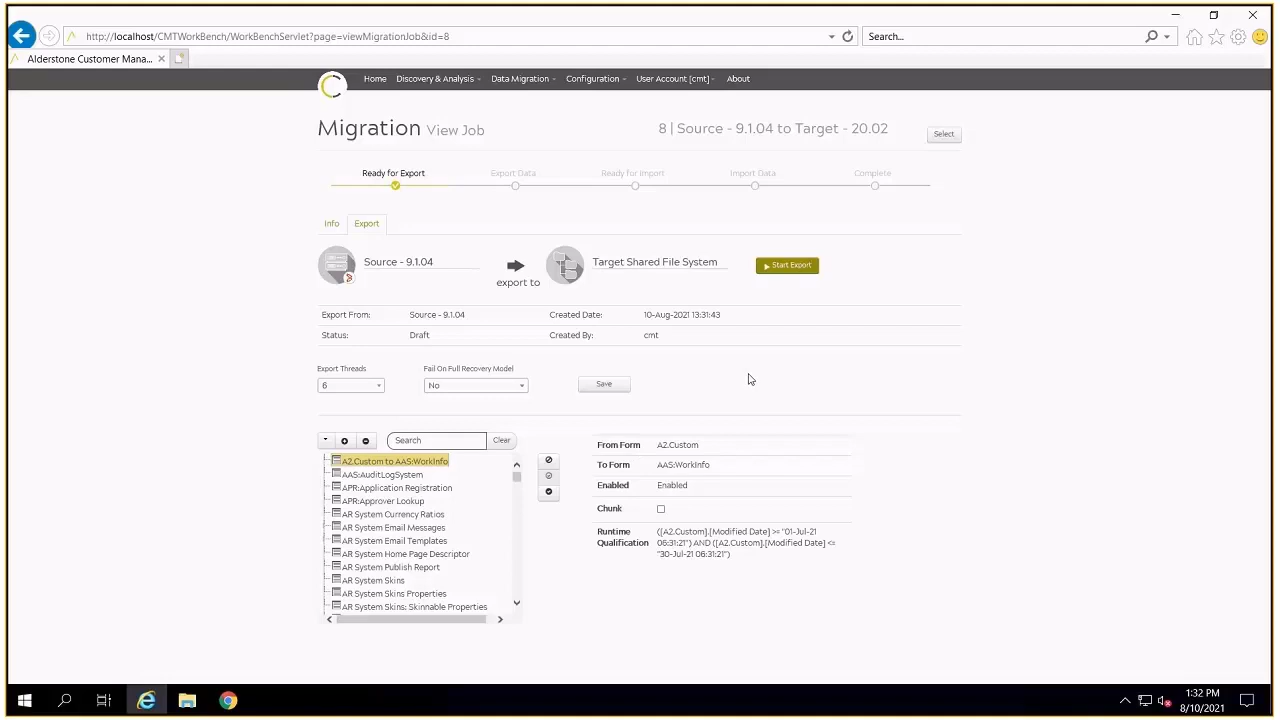 http://localhost/CMTWorkBench/WorkBenchServlet?page=viewMigrationJob&id=8
Search...
Alderstone Customer Mana...
Home Discovery & Analysis Data Migration Configuration User Account [cmt] About
Migration View Job
8 | Source - 9.1.04 to Target - 20.02
Select
Ready for Export Export Data Ready for Import Import Data Complete
Info Export
Source - 9.1.04
export to
Target Shared File System
Start Export
Export From: Source - 9.1.04 Created Date: 10-Aug-2021 13:31:43
Status: Draft Created By: cmt
Export Threads Fail On Full Recovery Model
6 No Save
Search Clear
A2.Custom to AAS:WorkInfo
AAS:AuditLogSystem
APR:Application Registration
APR:Approver Lookup
AR System Currency Ratios
AR System Email Messages
AR System Email Templates
AR System Home Page Descriptor
AR System Publish Report
AR System Skins
AR System Skins Properties
AR System Skins: Skinnable Properties
From Form A2.Custom
To Form AAS:WorkInfo
Enabled Enabled
Chunk
Runtime Qualification
([A2.Custom].[Modified Date] >= "01-Jul-21
06:31:21") AND ([A2.Custom].[Modified Date] <=
"30-Jul-21 06:31:21")
1:32 PM
8/10/2021